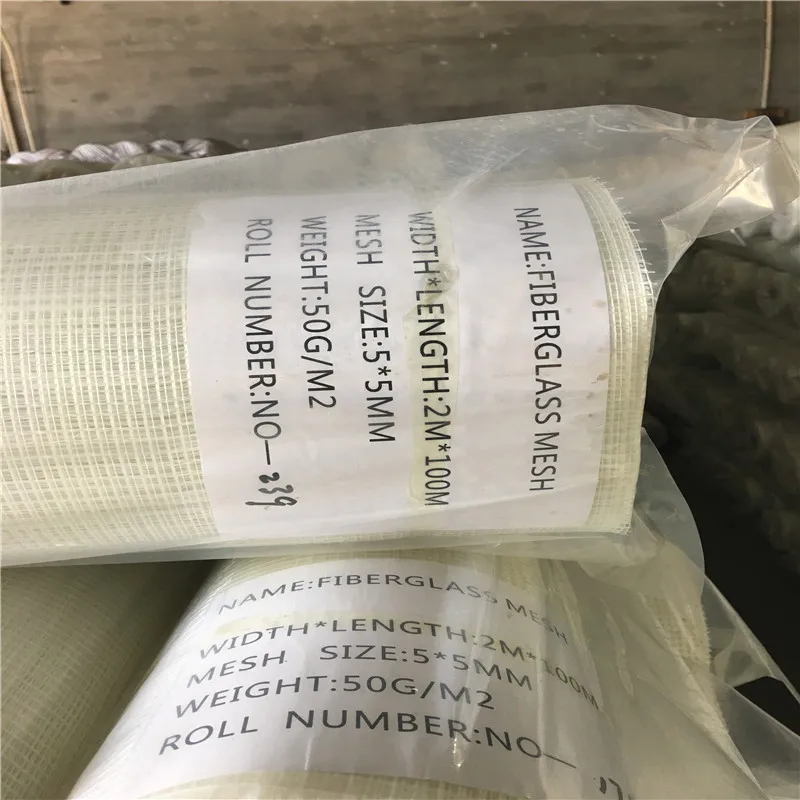 NAME:FIBERGLASS MESH
WIDTH*LENGTH:2M*100M
MESH SIZE:5*5MM
WEIGHT:50G/M2
ROLL NUMBER:NO—239
NAME:FIBERGLASS MESH
WIDTH*LENGTH:2M*100M
MESH SIZE:5*5MM
WEIGHT:50G/M2
ROLL NUMBER:NO—